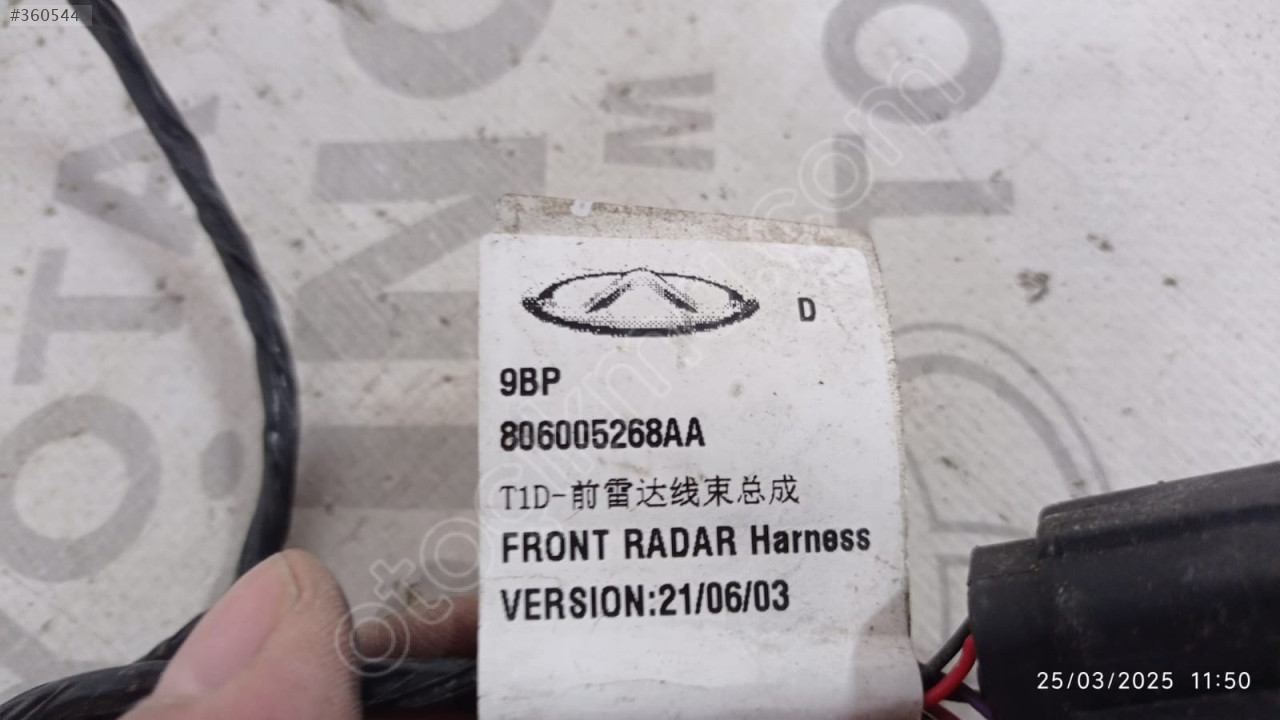 #360544
D
9BP
806005268AA
T1D-前雷达线束总成
FRONT RADAR Harness
VERSION:21/06/03
25/03/2025 11:50